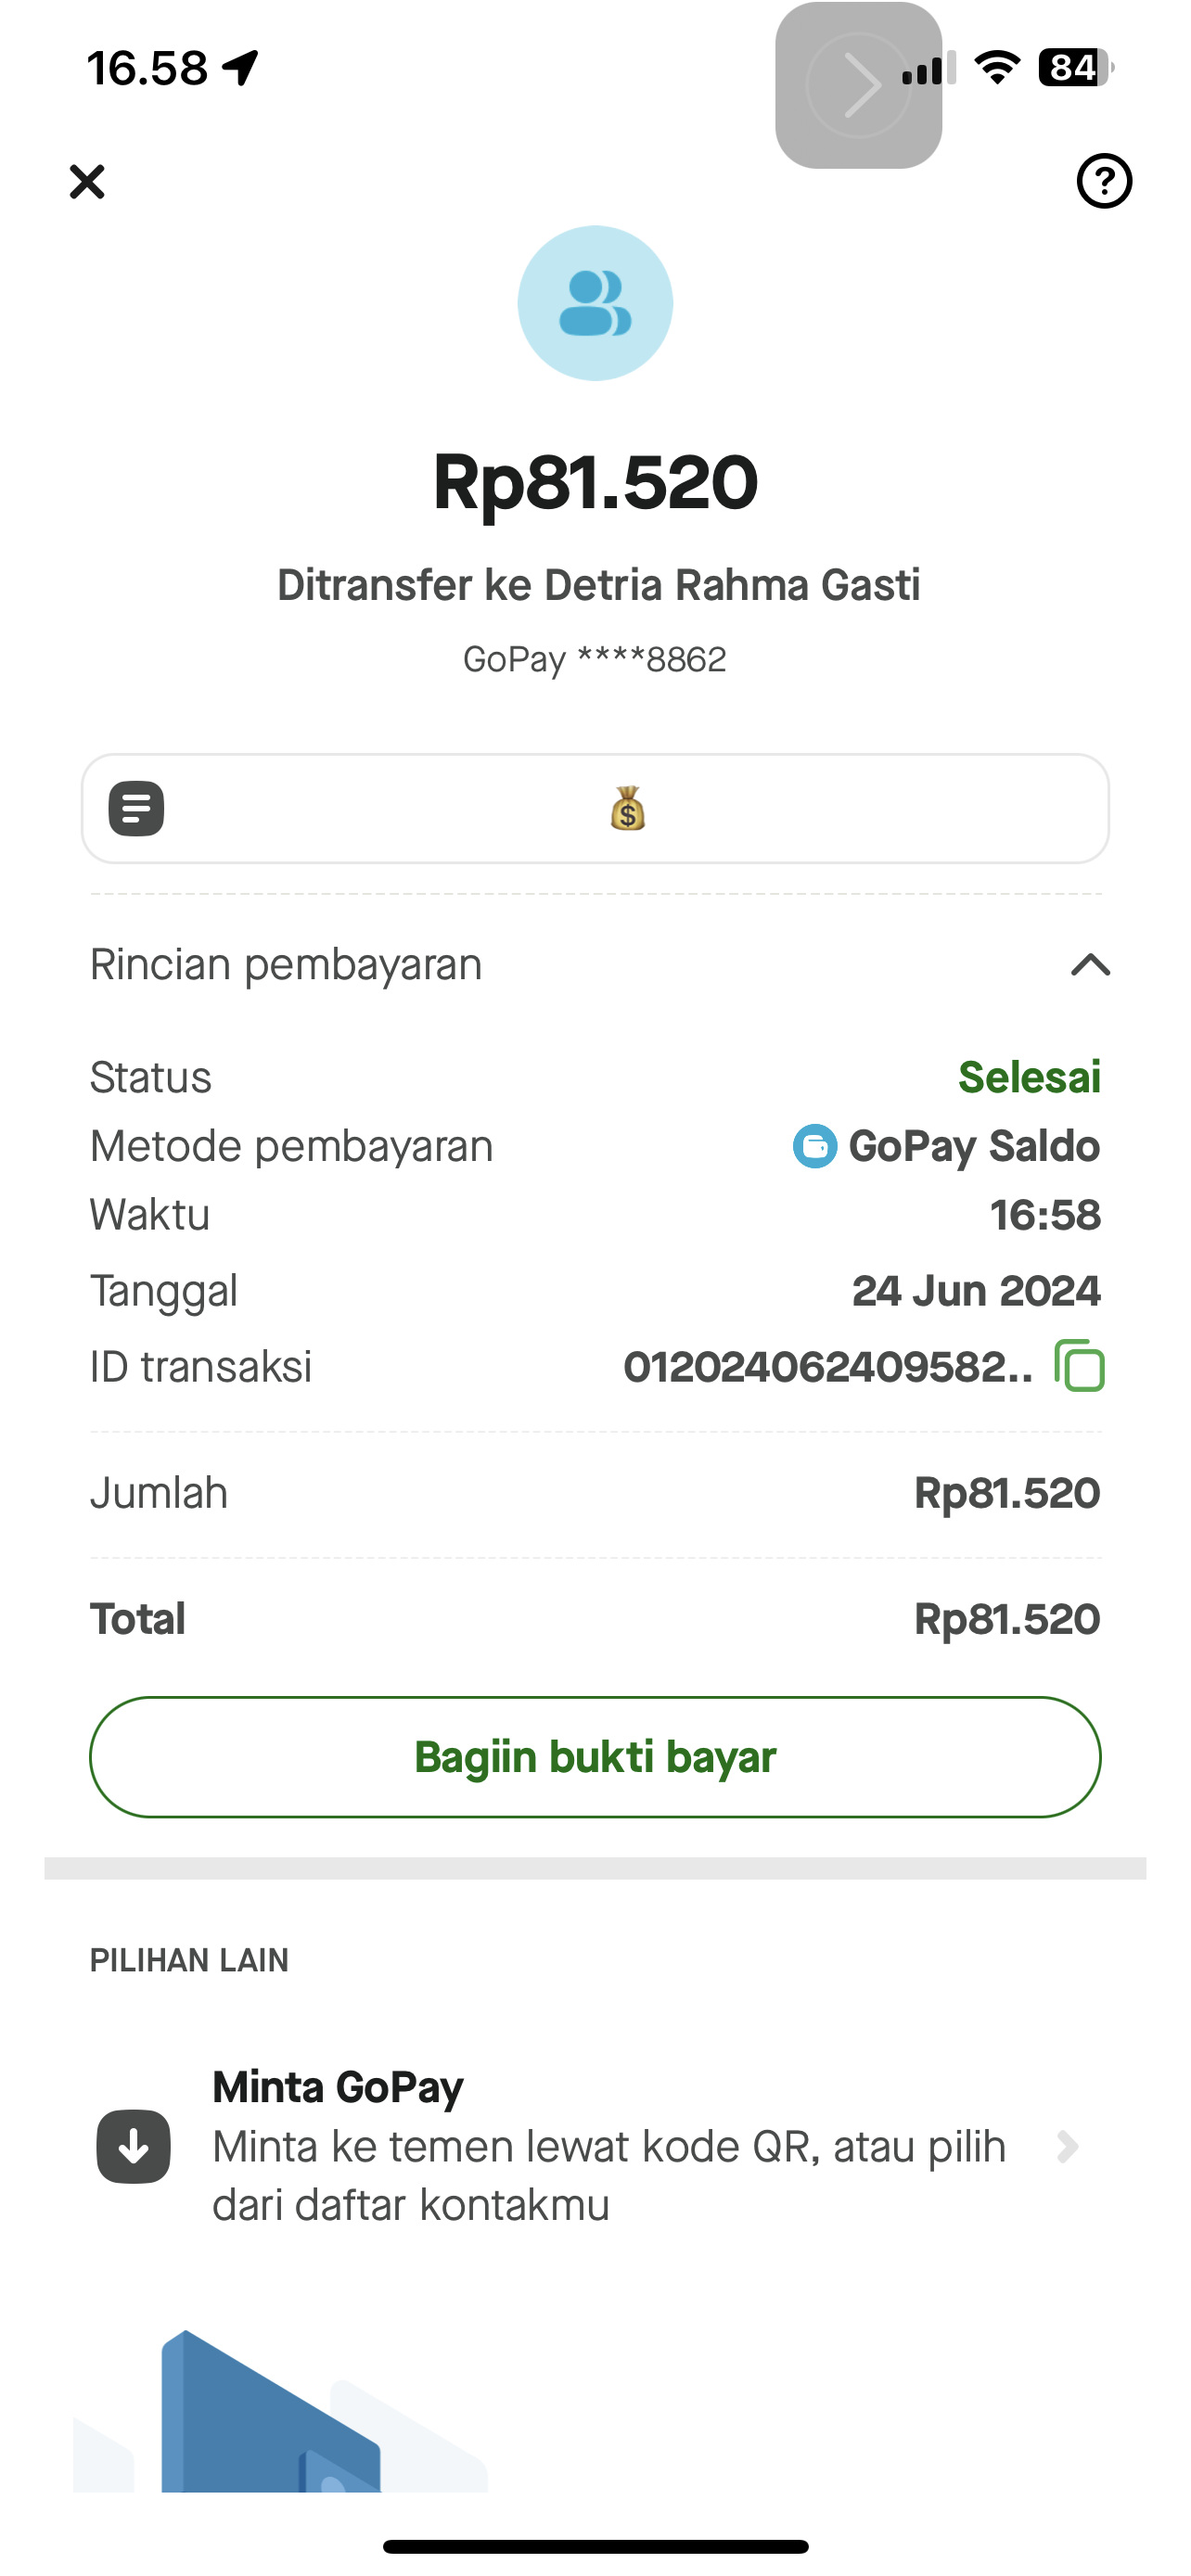 16.58
84
?
Rp81.520
Ditransfer ke Detria Rahma Gasti
GoPay ****8862
$
Rincian pembayaran
Status Selesai
Metode pembayaran GoPay Saldo
Waktu 16:58
Tanggal 24 Jun 2024
ID transaksi 012024062409582..
Jumlah Rp81.520
Total Rp81.520
Bagiin bukti bayar
PILIHAN LAIN
Minta GoPay
Minta ke temen lewat kode QR, atau pilih
dari daftar kontakmu